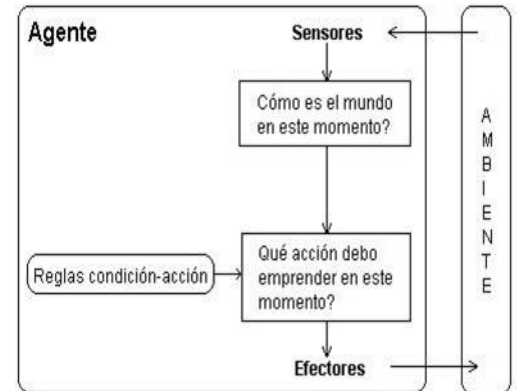 Agente
Sensores
Cómo es el mundo
en este momento?
Reglas condición-acción
Qué acción debo
emprender en este
momento?
Efectores
AMBIENTE